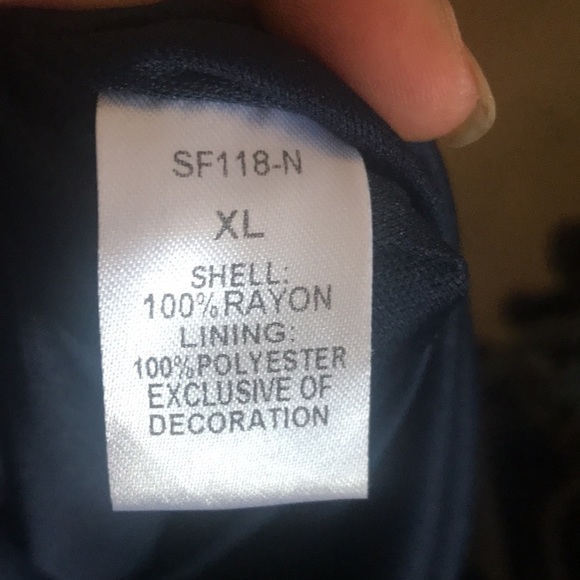 SF118-N
XL
SHELL:
100%RAYON
LINING:
100%POLYESTER
EXCLUSIVE OF
DECORATION